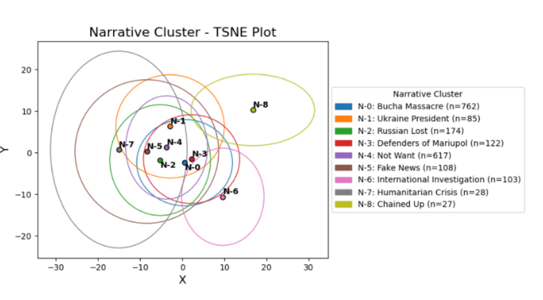 Narrative Cluster - TSNE Plot
20
10
0
−10
−20
Y
N-8
N-1
N-7
N-5
N-4
N-3
N-2
N-0
N-6
−30
−20
−10
0
10
20
30
X
Narrative Cluster
N-0: Bucha Massacre (n=762)
N-1: Ukraine President (n=85)
N-2: Russian Lost (n=174)
N-3: Defenders of Mariupol (n=122)
N-4: Not Want (n=617)
N-5: Fake News (n=108)
N-6: International Investigation (n=103)
N-7: Humanitarian Crisis (n=28)
N-8: Chained Up (n=27)